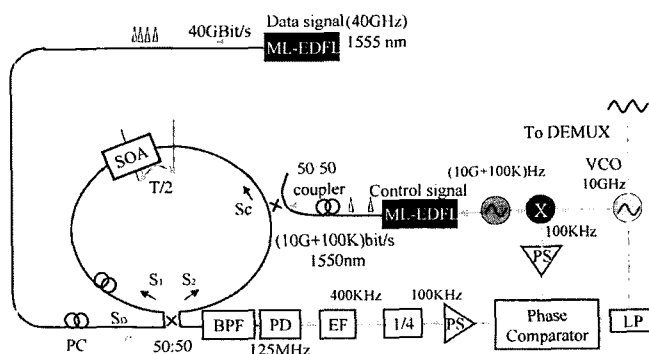 Data signal (40GHz)
40GBit/s
ML-EDFL
1555 nm
SOA
T/2
50:50
coupler
Sc
Control signal
ML-EDFL
(10G+100K)Hz
X
To DEMUX
VCO
10GHz
100KHz
PS
(10G+100K)bit/s
1550nm
S1
S2
SD
PC
50:50
BPF
PD
125MHz
EF
400KHz
1/4
100KHz
PS
Phase
Comparator
LP